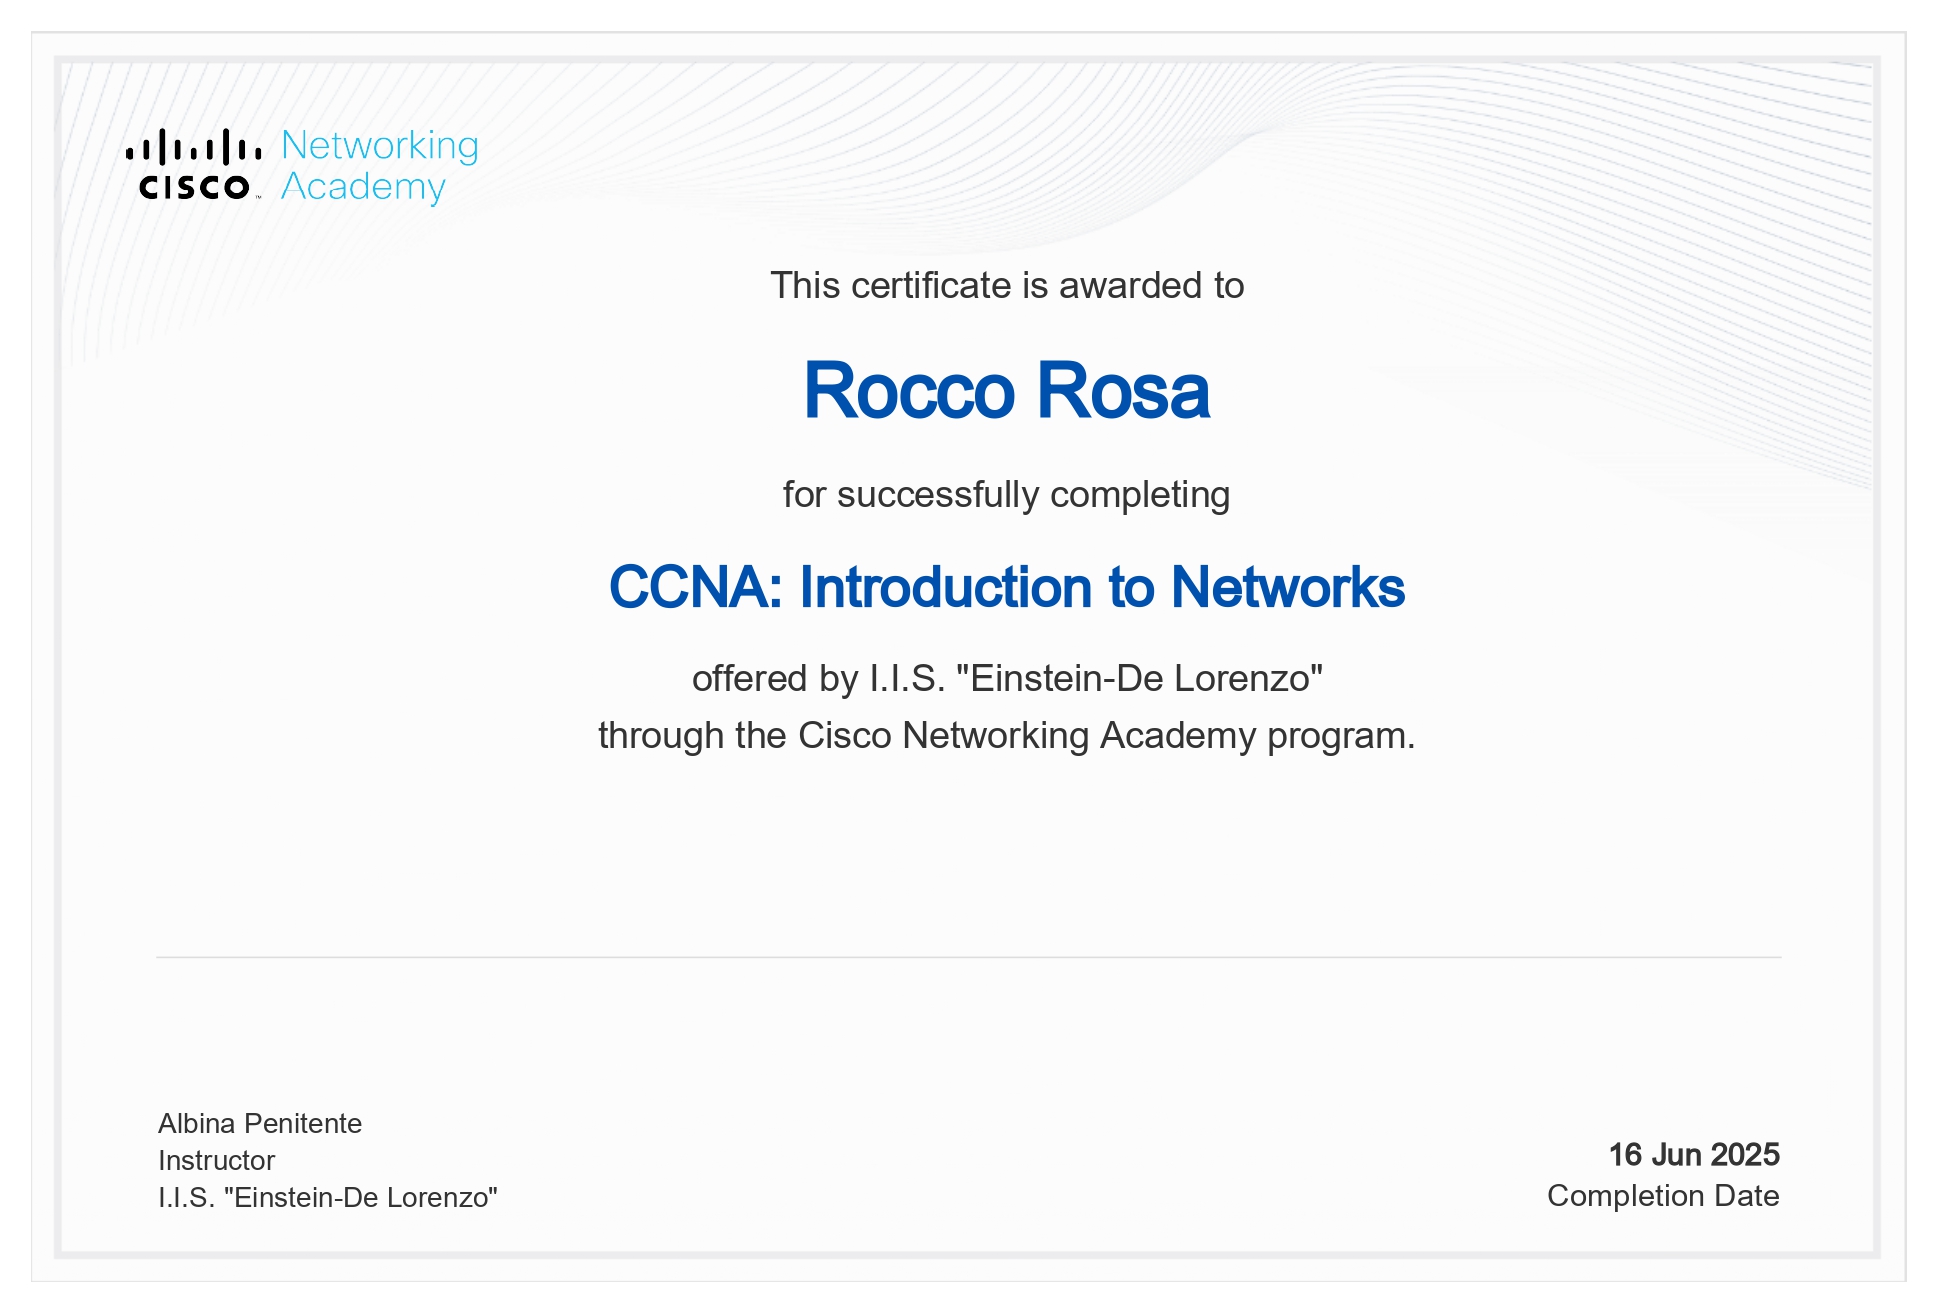 Networking
CISCO™ Academy
This certificate is awarded to
Rocco Rosa
for successfully completing
CCNA: Introduction to Networks
offered by I.I.S. "Einstein-De Lorenzo"
through the Cisco Networking Academy program.
Albina Penitente
Instructor
I.I.S. "Einstein-De Lorenzo"
16 Jun 2025
Completion Date